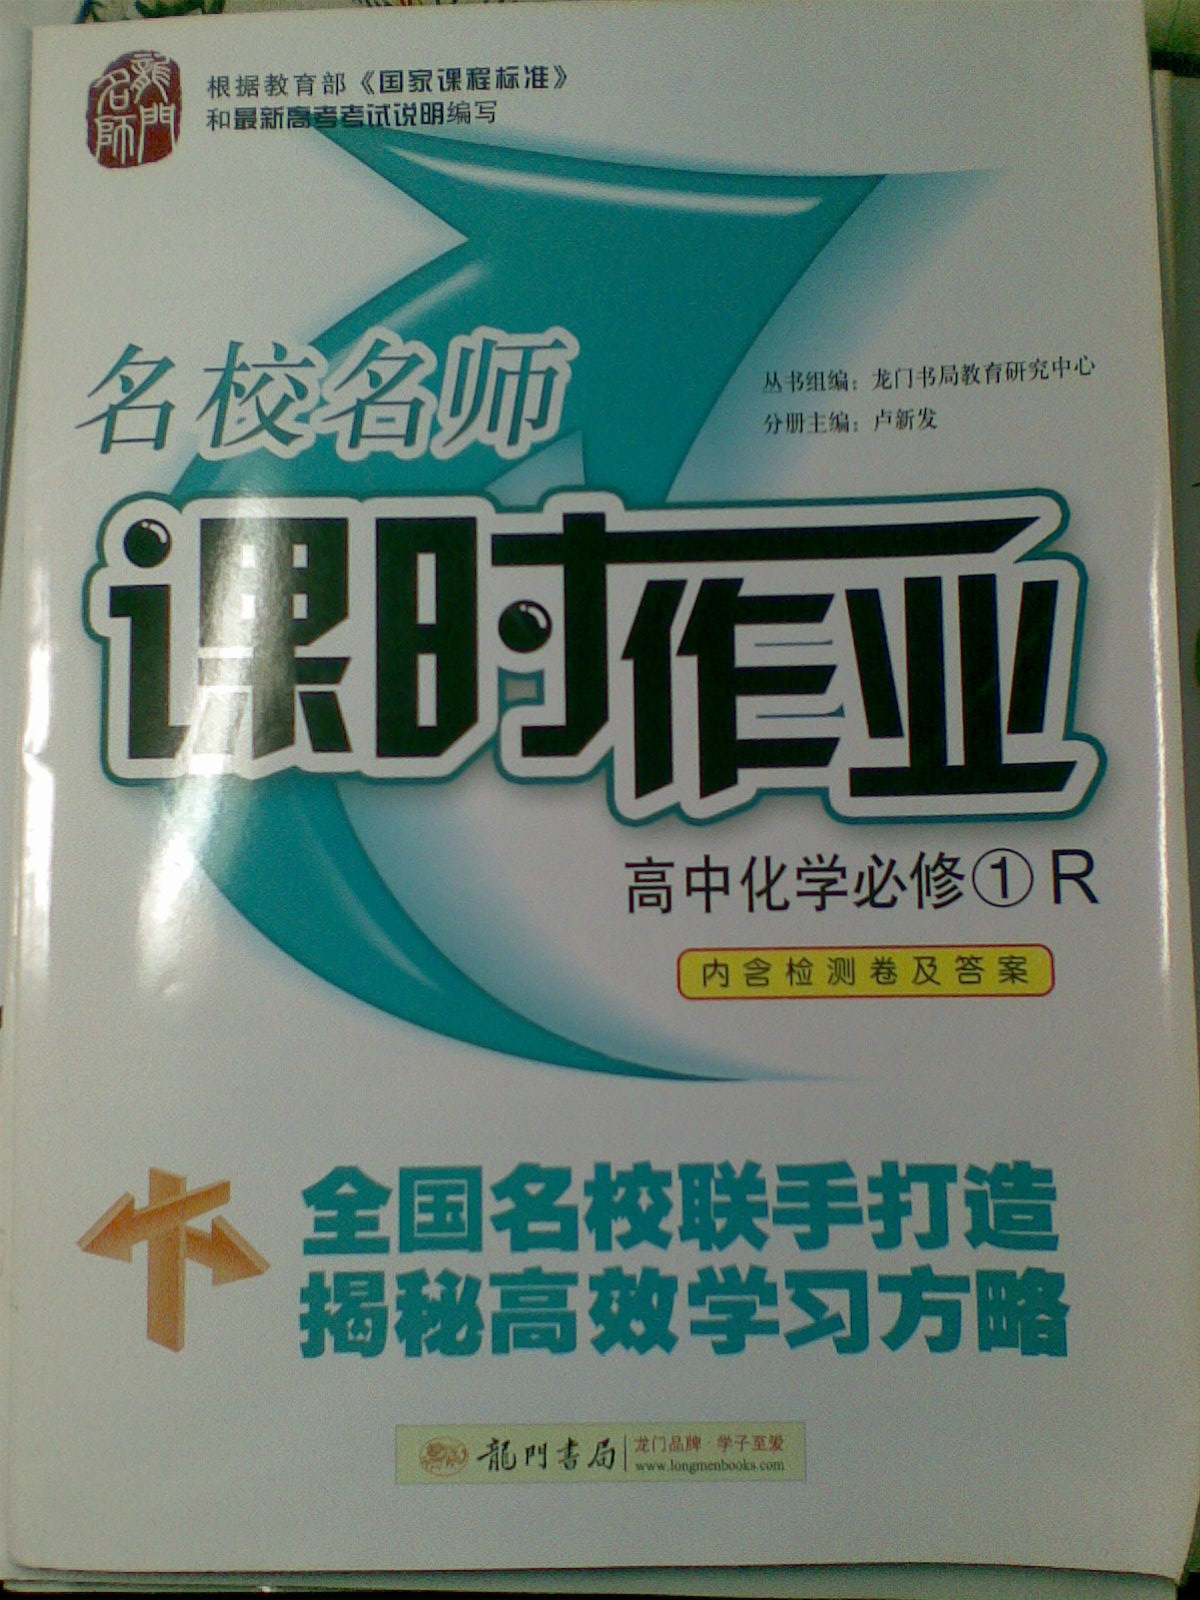 龍門名師
根据教育部《国家课程标准》
和最新高考考试说明编写
名校名师
丛书组编：龙门书局教育研究中心
分册主编：卢新发
课时作业
高中化学必修①R
内含检测卷及答案
全国名校联手打造
揭秘高效学习方略
龍門書局
龙门品牌·学子至爱
www.longmenbooks.com